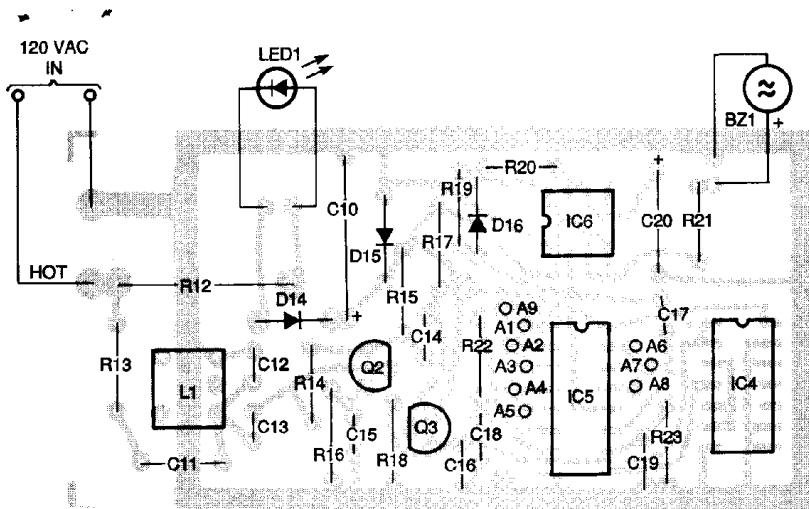 120 VAC
IN
LED1
BZ1
+
R20
R19
+
C10
R17
D16
IC6
C20
R21
D15
HOT
R12
R15
D14
+
A9
C17
A1
C14
R22
A2
A6
R13
C12
Q2
A3
A7
L1
R14
A4
IC5
A8
IC4
A5
C13
C15
Q3
C18
R23
R16
R18
C11
C16
C19